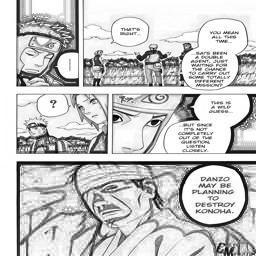 THAT'S
RIGHT...
YOU MEAN
ALL THIS
TIME...
SAI'S BEEN
A DOUBLE
AGENT, JUST
WAITING FOR
THE CHANCE
TO CARRY OUT
SOME TOTALLY
DIFFERENT
MISSION?
?
THIS IS
A WILD
GUESS...
...BUT SINCE
IT'S NOT
COMPLETELY
OUT OF THE
QUESTION,
LISTEN
CLOSELY.
DANZO
MAY BE
PLANNING
TO
DESTROY
KONOHA.